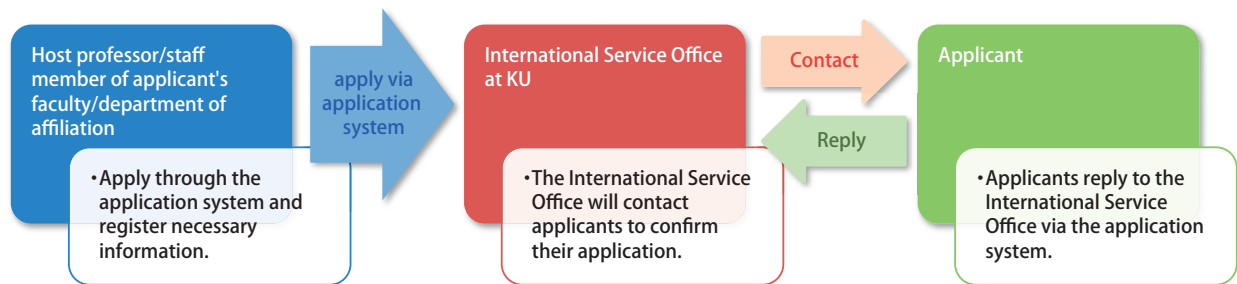 Host professor/staff
member of applicant's
faculty/department of
affiliation
・Apply through the
application system and
register necessary
information.
apply via
application
system
International Service Office
at KU
・The International Service
Office will contact
applicants to confirm
their application.
Contact
Reply
Applicant
・Applicants reply to the
International Service
Office via the application
system.